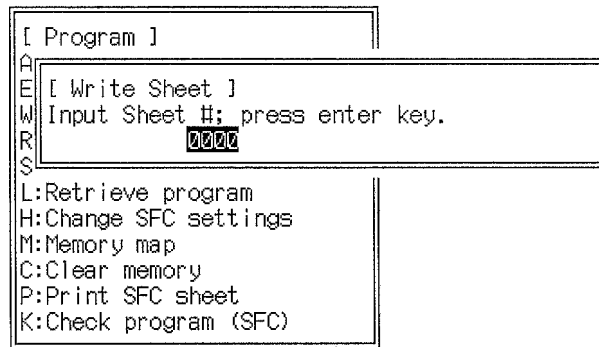 [ Program ]
A
E
[ Write Sheet ]
W
Input Sheet #; press enter key.
R
0000
S
L:Retrieve program
H:Change SFC settings
M:Memory map
C:Clear memory
P:Print SFC sheet
K:Check program (SFC)